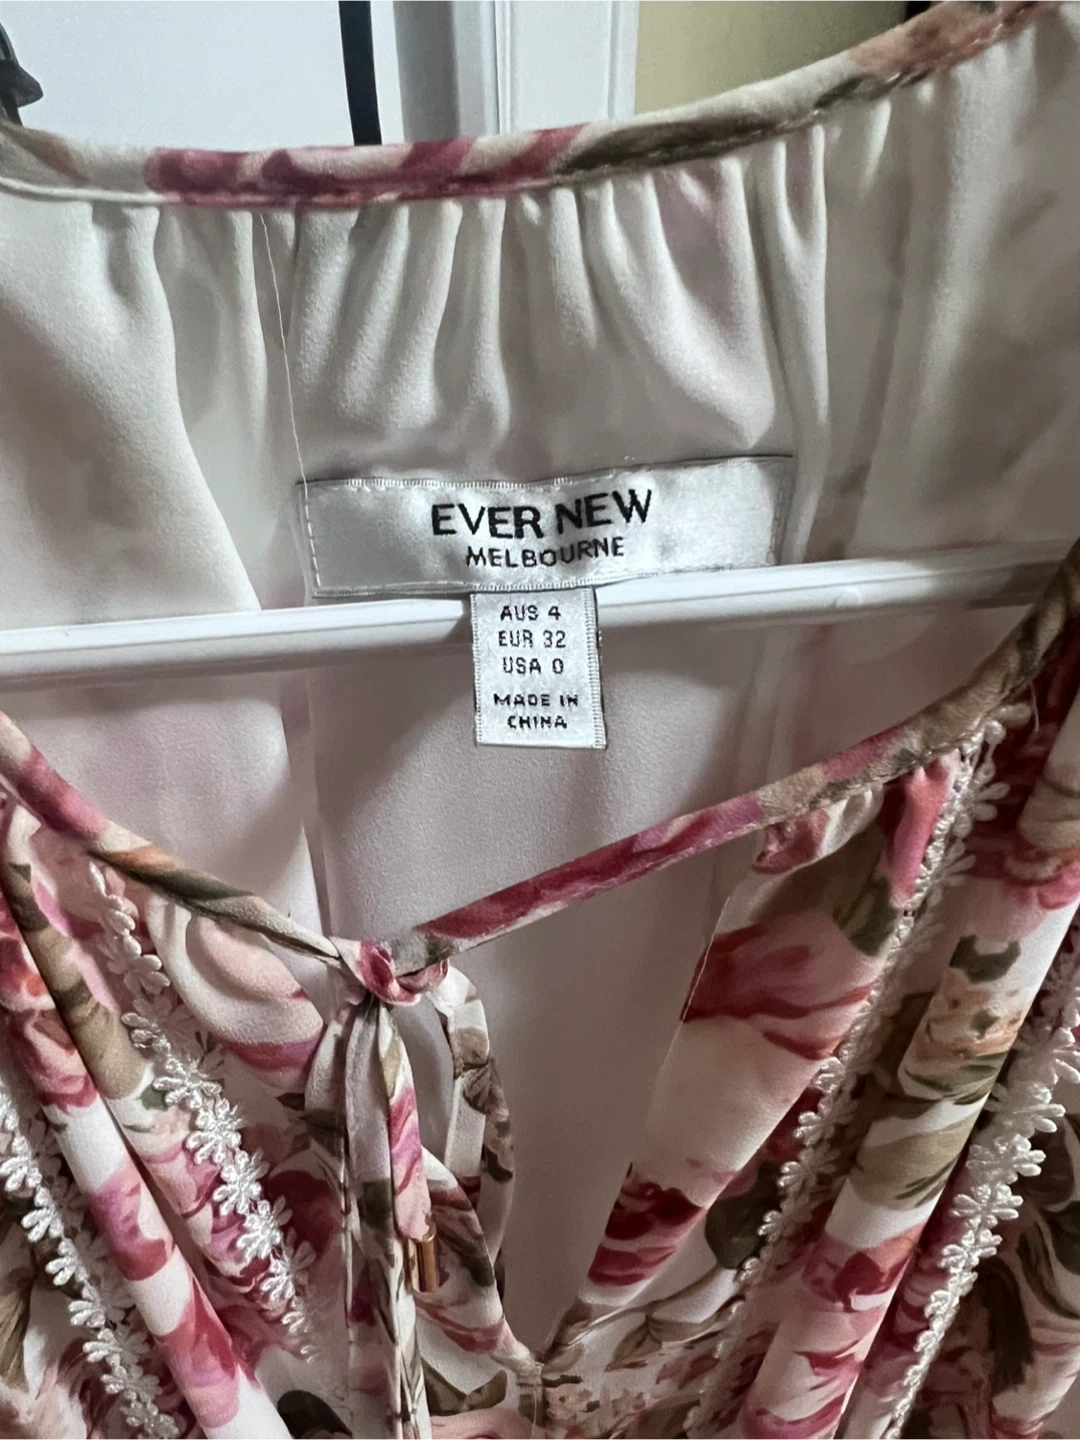 EVER NEW
MELBOURNE
AUS 4
EUR 32
USA 0
MADE IN
CHINA